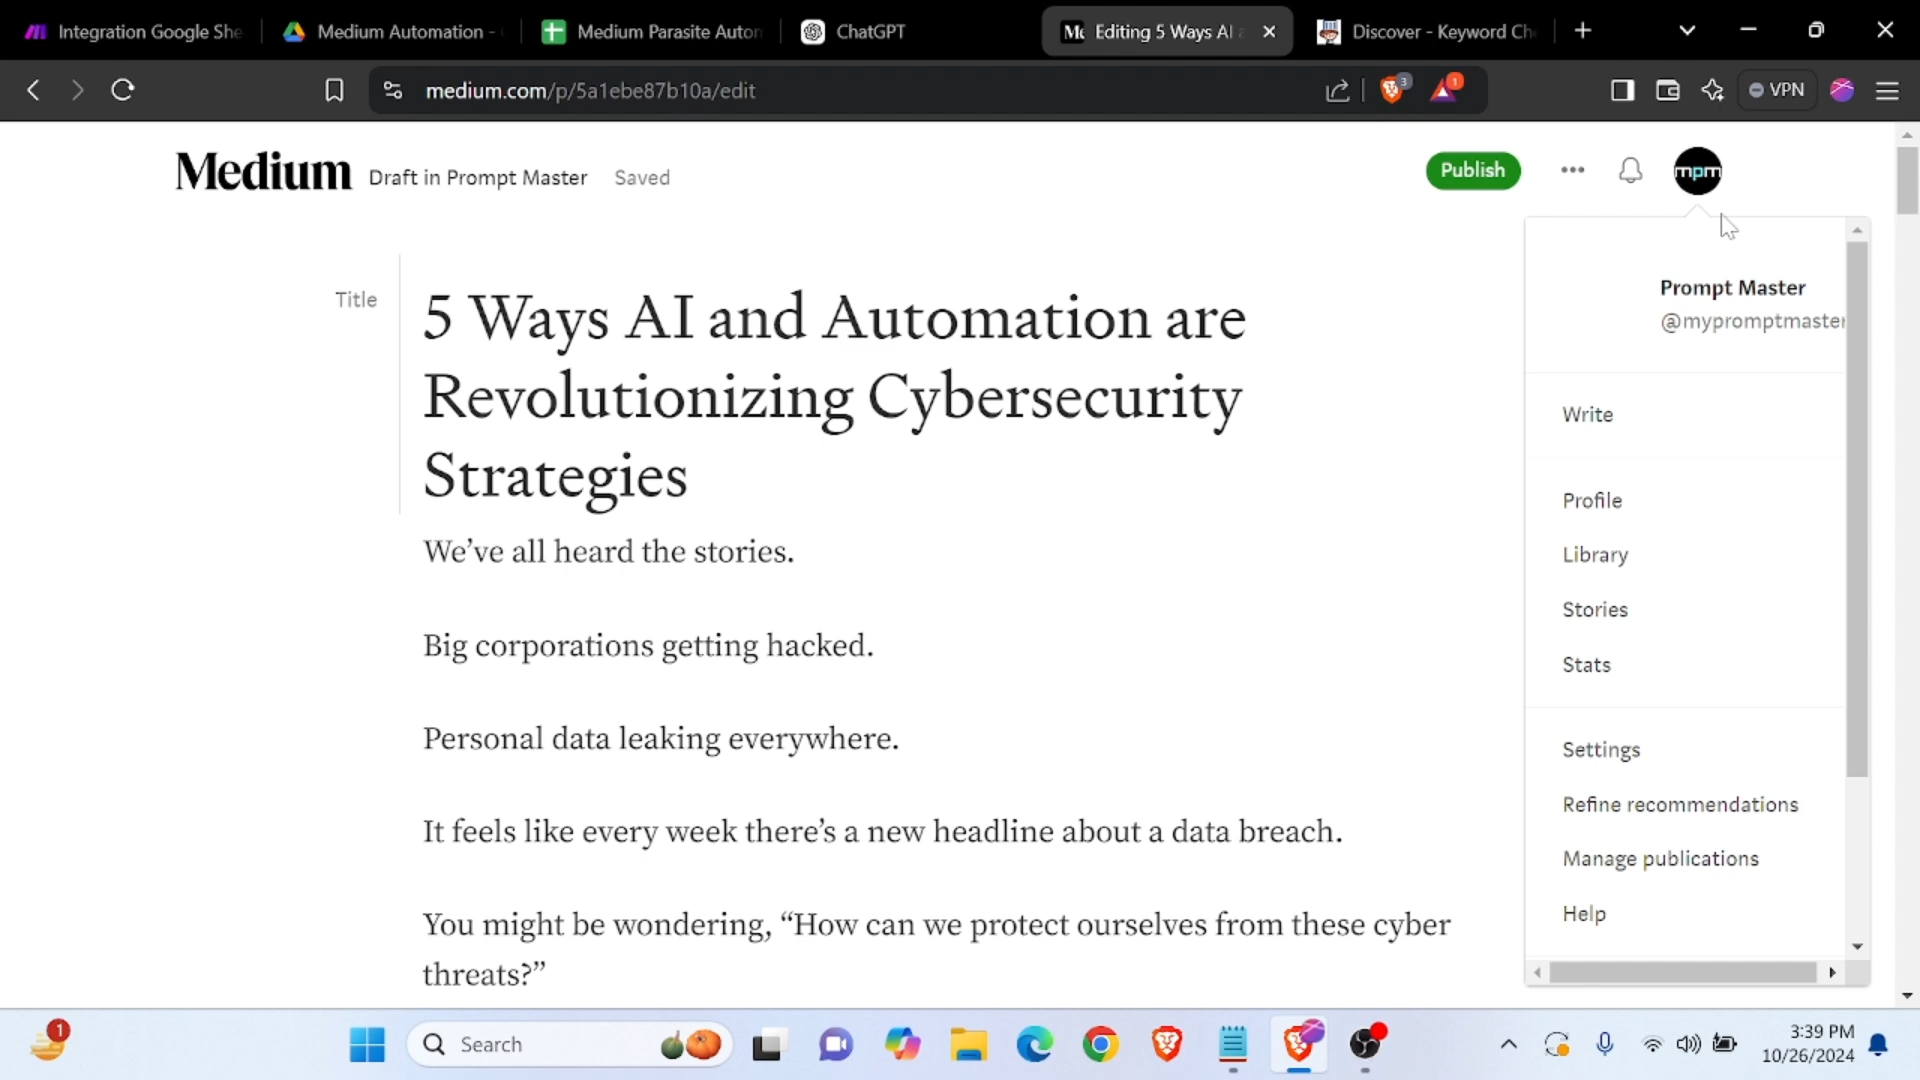 Integration Google She
Medium Automation -
Medium Parasite Auton
ChatGPT
Editing 5 Ways AI
Discover - Keyword Ch
medium.com/p/5a1ebe87b10a/edit
3
1
VPN
Medium
Draft in Prompt Master
Saved
Publish
mpm
Title
5 Ways AI and Automation are
Revolutionizing Cybersecurity
Strategies
We’ve all heard the stories.
Big corporations getting hacked.
Personal data leaking everywhere.
It feels like every week there’s a new headline about a data breach.
You might be wondering, “How can we protect ourselves from these cyber
threats?”
Prompt Master
@mypromptmaster
Write
Profile
Library
Stories
Stats
Settings
Refine recommendations
Manage publications
Help
1
Search
3:39 PM
10/26/2024